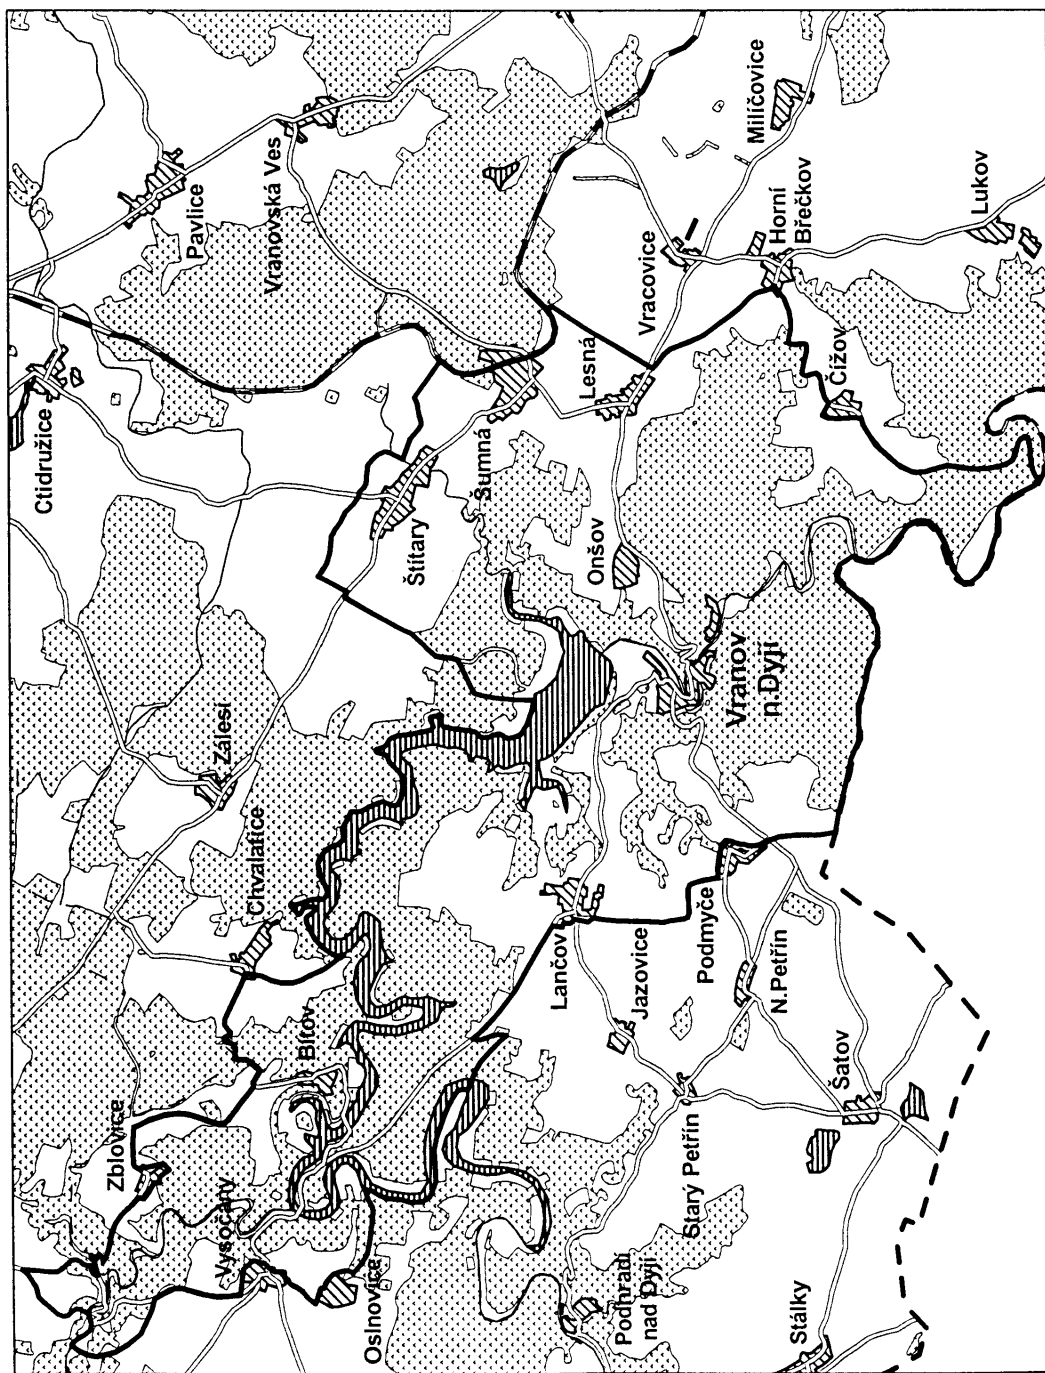 Ctidružice
Zblovice
Pavlice
Zálesí
Vysočany
Chvalatice
Vranovská Ves
Bítov
Oslnovice
Štítary
Šumná
Lančov
Lesná
Onšov
Podhradí
nad Dyjí
Jazovice
Vracovice
Starý Petřín
Podmyče
Vranov
n.Dyjí
Milíčovice
Horní
Břečkov
N.Petřín
Stálky
Šatov
Čížov
Lukov